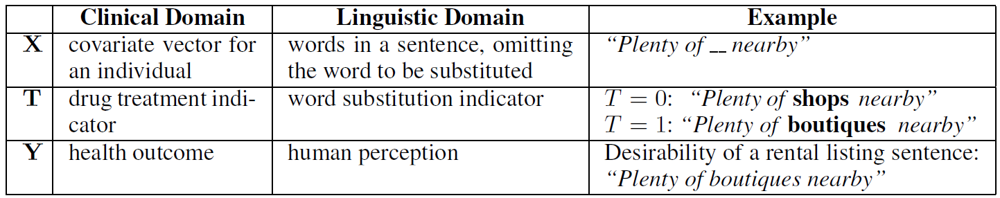 Clinical Domain Linguistic Domain Example
X covariate vector for words in a sentence, omitting “Plenty of __ nearby”
an individual the word to be substituted
T drug treatment indi- word substitution indicator T = 0: “Plenty of shops nearby”
cator T = 1: “Plenty of boutiques nearby”
Y health outcome human perception Desirability of a rental listing sentence:
“Plenty of boutiques nearby”